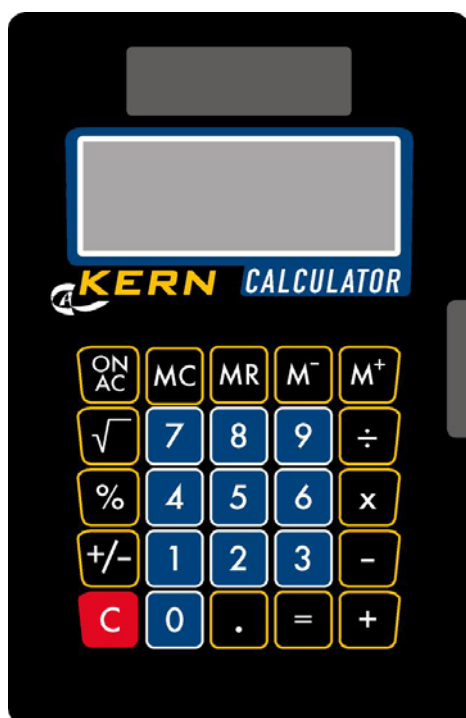 KERN CALCULATOR
ON AC MC MR M⁻ M⁺
√ 7 8 9 ÷
% 4 5 6 x
+/- 1 2 3 -
C 0 . = +